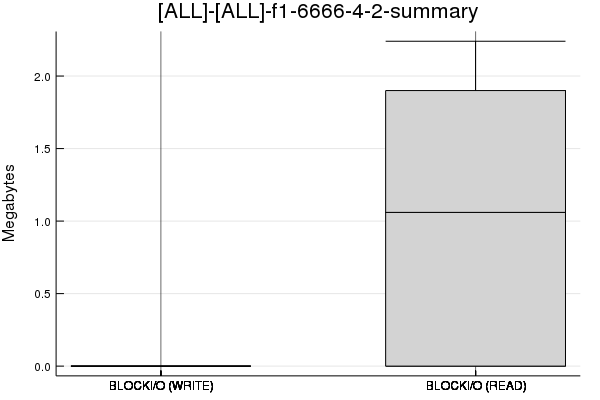 [ALL]-[ALL]-f1-6666-4-2-summary
Megabytes
2.0
1.5
1.0
0.5
0.0
BLOCKI/O (WRITE)
BLOCKI/O (READ)